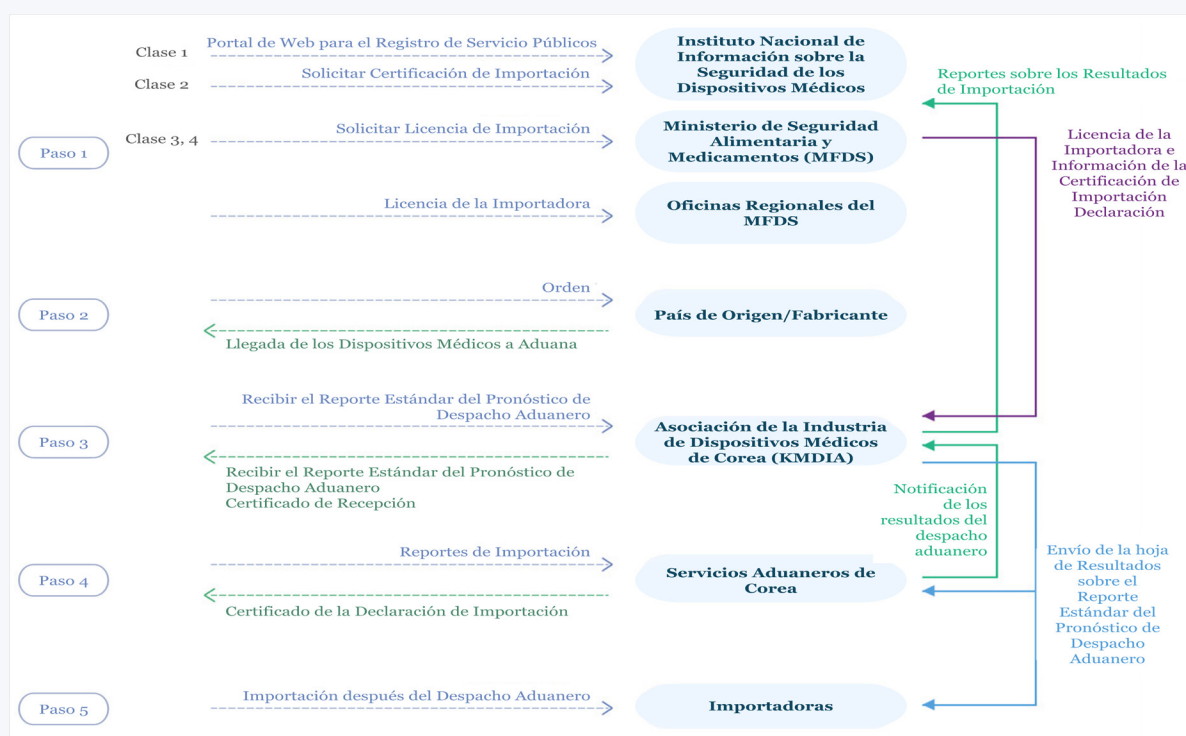 Clase 1
Portal de Web para el Registro de Servicio Públicos
Instituto Nacional de
Información sobre la
Seguridad de los
Dispositivos Médicos
Clase 2
Solicitar Certificación de Importación
Reportes sobre los Resultados
de Importación
Paso 1
Clase 3, 4
Solicitar Licencia de Importación
Ministerio de Seguridad
Alimentaria y
Medicamentos (MFDS)
Licencia de la
Importadora e
Información de la
Certificación de
Importación
Declaración
Licencia de la Importadora
Oficinas Regionales del
MFDS
Paso 2
Orden
País de Origen/Fabricante
Llegada de los Dispositivos Médicos a Aduana
Paso 3
Recibir el Reporte Estándar del Pronóstico de
Despacho Aduanero
Asociación de la Industria
de Dispositivos Médicos
de Corea (KMDIA)
Recibir el Reporte Estándar del Pronóstico de
Despacho Aduanero
Certificado de Recepción
Notificación
de los
resultados del
despacho
aduanero
Paso 4
Reportes de Importación
Servicios Aduaneros de
Corea
Certificado de la Declaración de Importación
Envío de la hoja
de Resultados
sobre el
Reporte
Estándar del
Pronóstico de
Despacho
Aduanero
Paso 5
Importación después del Despacho Aduanero
Importadoras